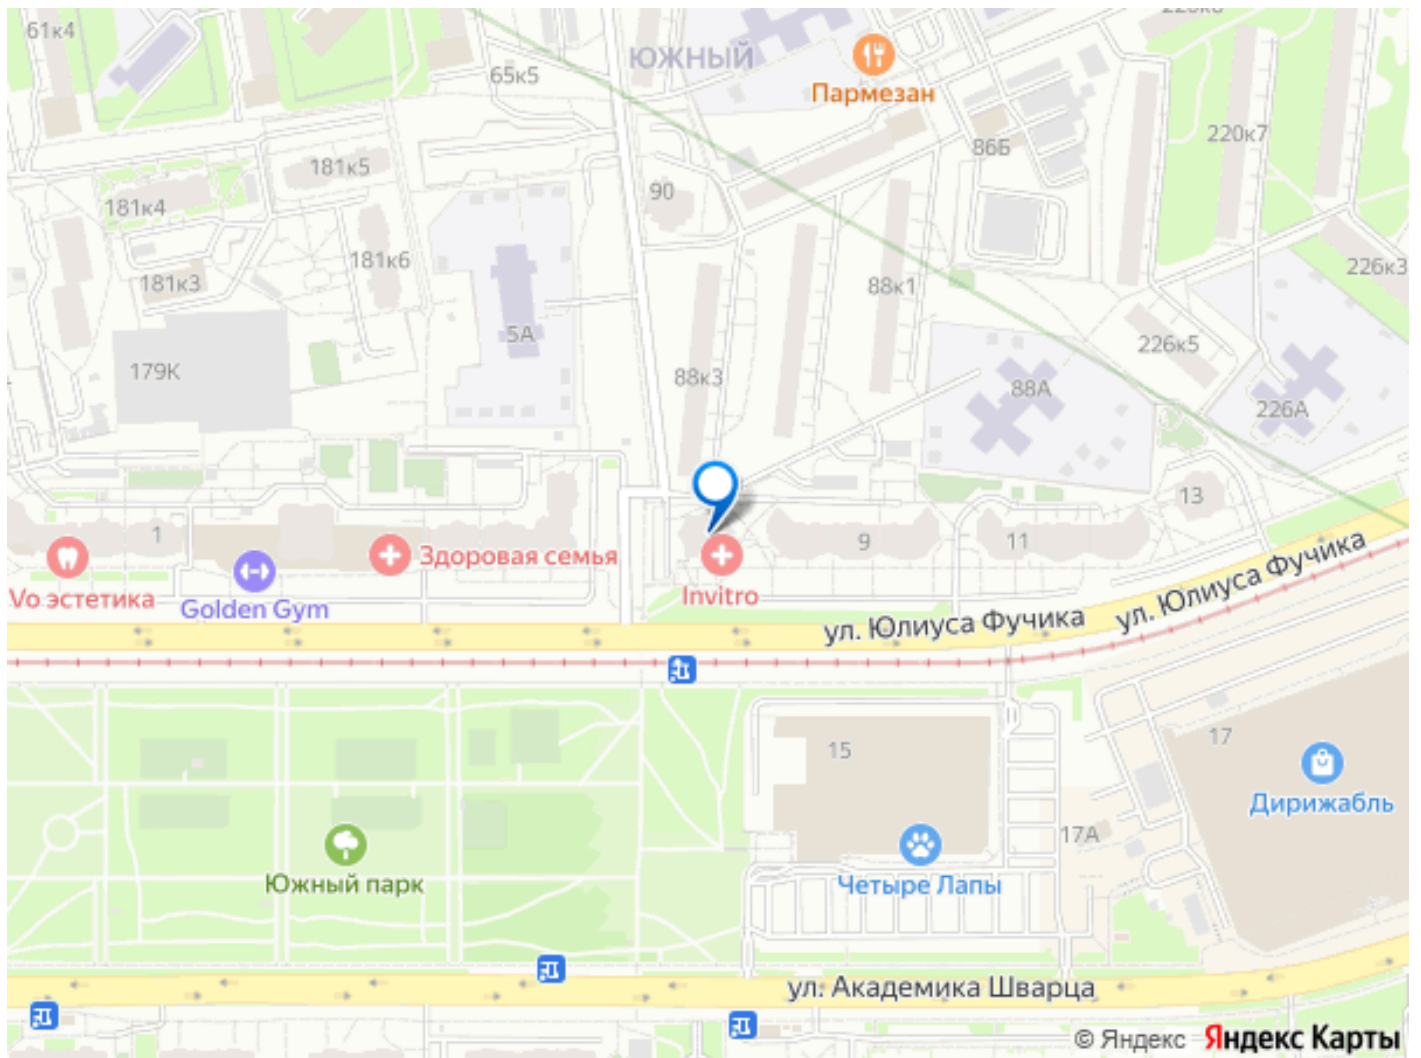 61к4
ЮЖНЫЙ
65к5
Пармезан
86Б
220к7
181к5
181к4
90
181к6
181к3
88к1
226к3
5А
226к5
179К
88к3
88А
226А
13
1
9
11
Здоровая семья
Vo эстетика
Golden Gym
Invitro
ул. Юлиуса Фучика
ул. Юлиуса Фучика
15
17
Дирижабль
17А
Южный парк
Четыре Лапы
ул. Академика Шварца
© Яндекс Яндекс Карты